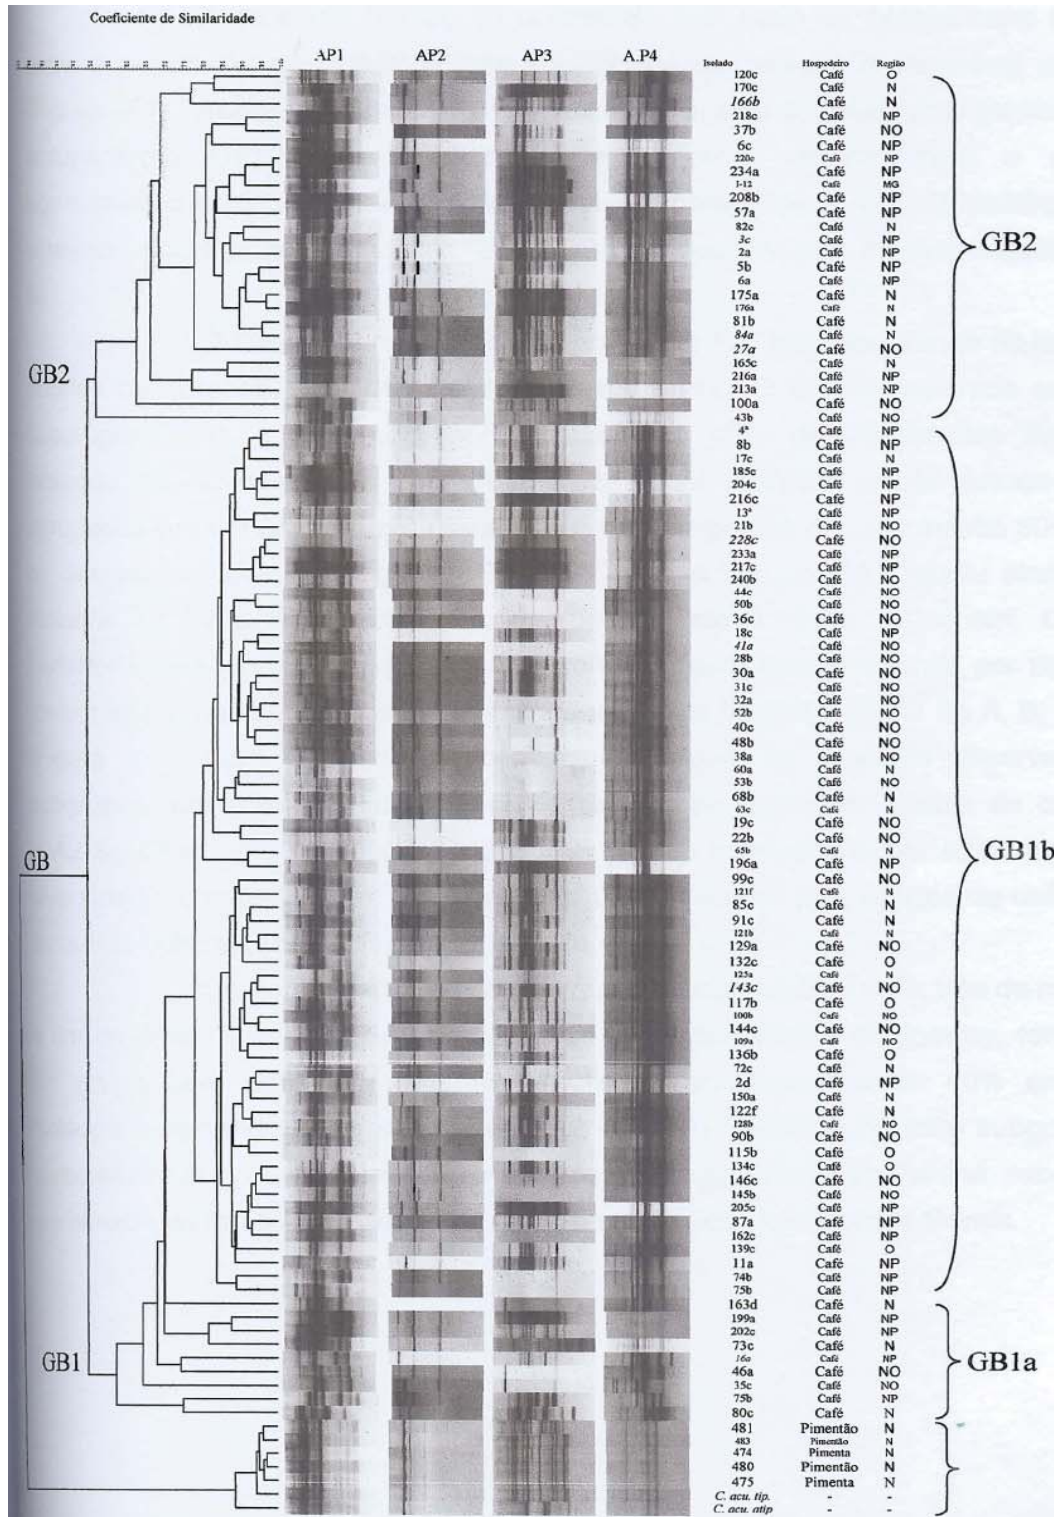 Coeficiente de Similaridade
AP1 AP2 AP3 A.P4
Isolado Hospedeiro Região
120c Café O
170c Café N
166b Café N
218c Café NP
37b Café NO
6c Café NP
220c Café NP
234a Café NP
I-12 Café MG
208b Café NP
57a Café NP
82c Café N
3c Café NP
2a Café NP
5b Café NP
6a Café NP
175a Café N
176a Café N
81b Café N
84a Café N
27a Café NO
165c Café N
216a Café NP
213a Café NP
100a Café NO
43b Café NO
GB2
GB2
4ª Café NP
8b Café NP
17c Café N
185c Café NP
204c Café NP
216c Café NP
13ª Café NP
21b Café NO
228c Café NO
233a Café NP
217c Café NP
240b Café NO
44c Café NO
50b Café NO
36c Café NO
18c Café NP
41a Café NO
28b Café NO
30a Café NO
31c Café NO
32a Café NO
52b Café NO
40c Café NO
48b Café NO
38a Café NO
60a Café N
53b Café NO
68b Café N
63c Café N
19c Café NO
22b Café NO
65b Café N
196a Café NP
99c Café NO
121f Café N
85c Café N
91c Café N
121b Café N
129a Café NO
132c Café O
125a Café N
143c Café NO
117b Café O
100b Café NO
144c Café NO
109a Café NO
136b Café O
72c Café N
2d Café NP
150a Café N
122f Café N
128b Café NO
90b Café NO
115b Café O
134c Café O
146c Café NO
145b Café NO
205c Café NP
87a Café NP
162c Café NP
139c Café O
11a Café NP
74b Café NP
75b Café NP
GB1b
GB
163d Café N
199a Café NP
202c Café NP
73c Café N
16a Café NP
46a Café NO
35c Café NO
75b Café NP
80c Café N
GB1
GB1a
481 Pimentão N
483 Pimentão N
474 Pimenta N
480 Pimentão N
475 Pimenta N
C. acu. tip. - -
C. acu. atip - -